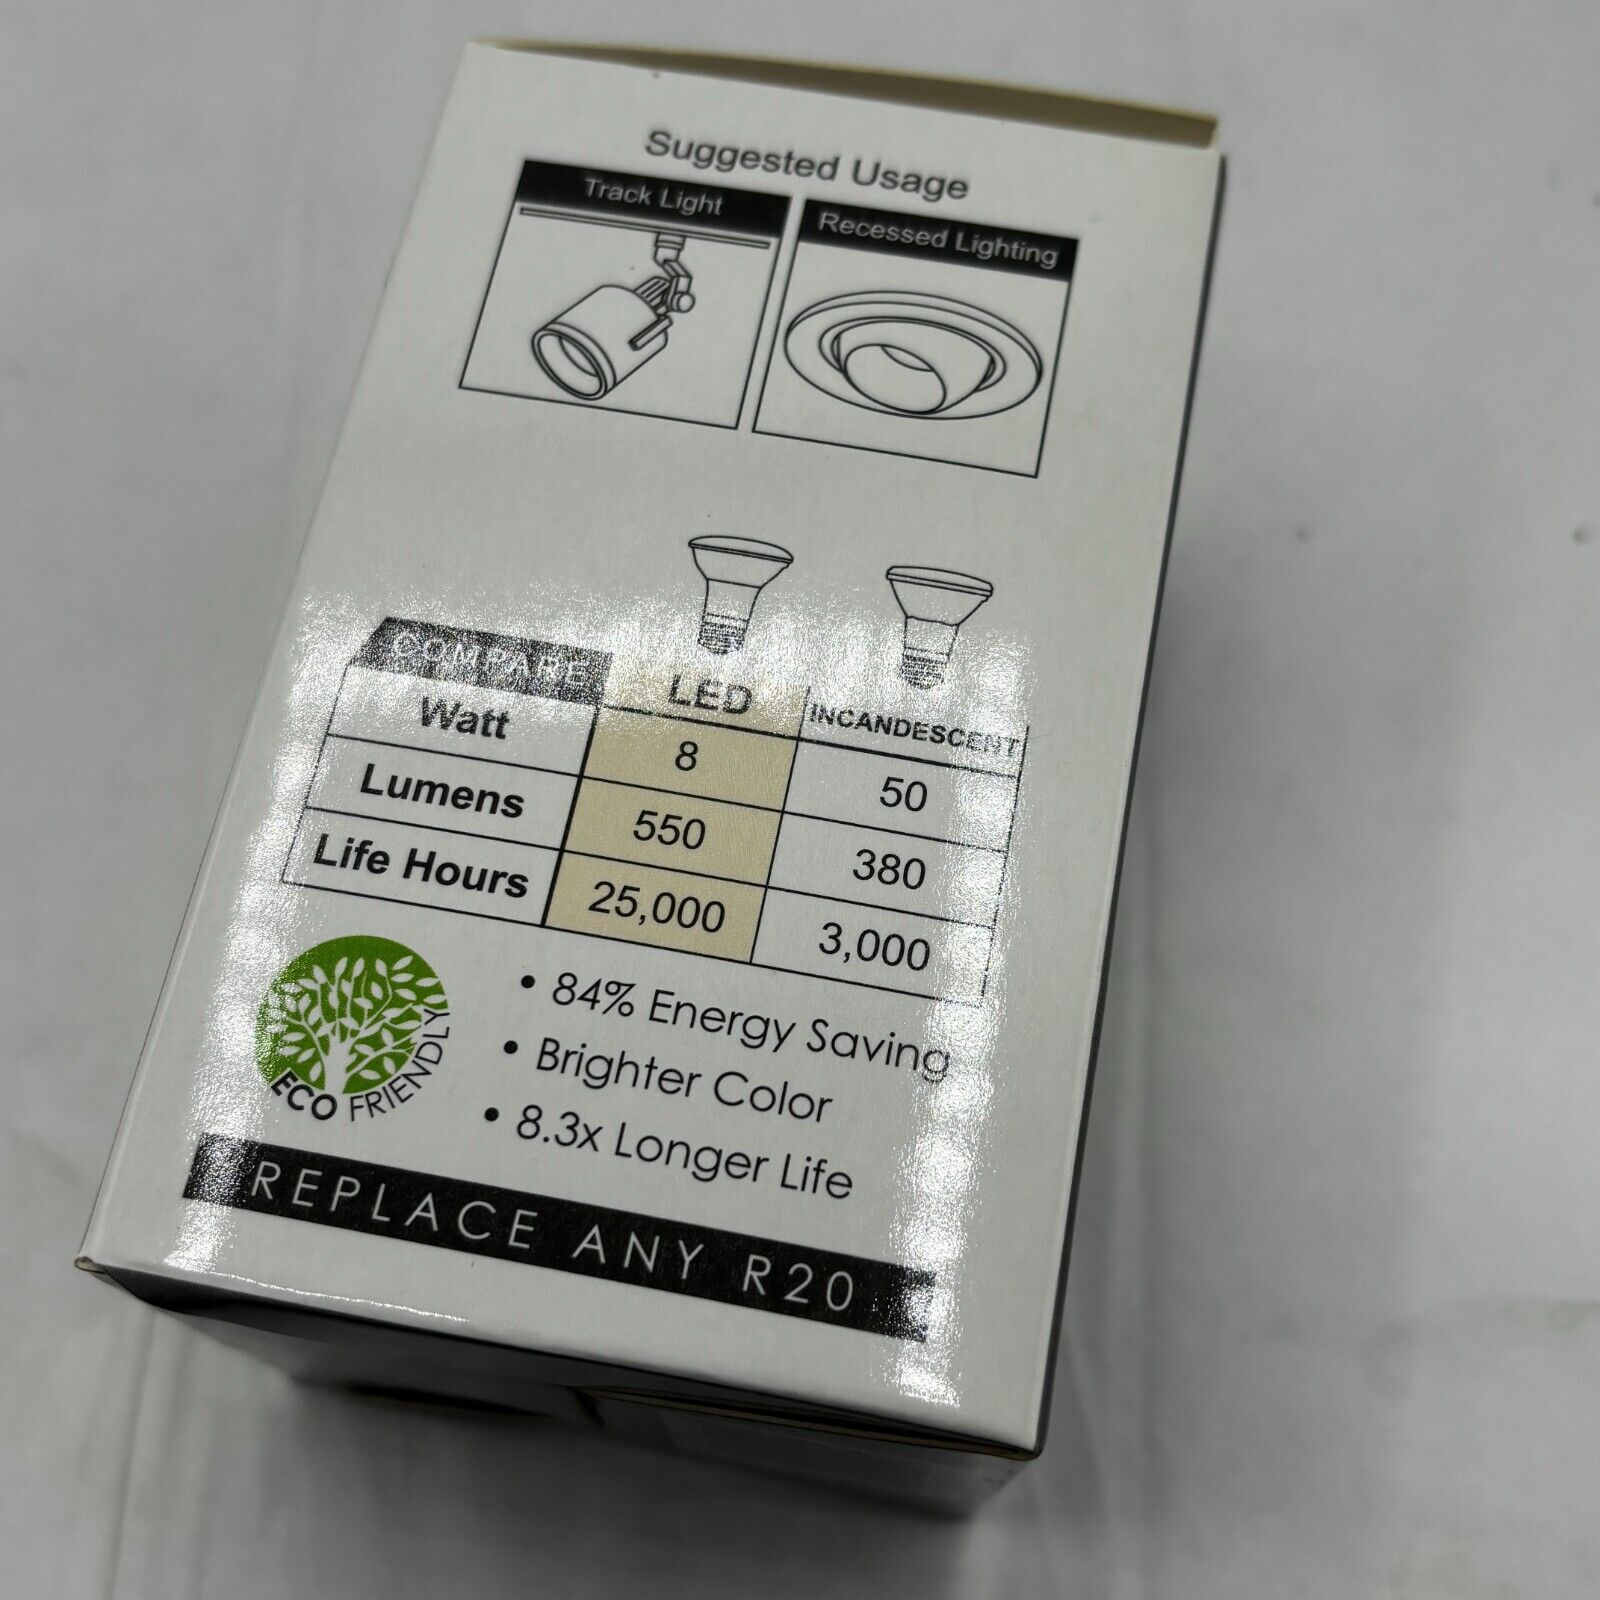 Suggested Usage
Track Light
Recessed Lighting
COMPARE LED INCANDESCENT
Watt 8 50
Lumens 550 380
Life Hours 25,000 3,000
ECO FRIENDLY
• 84% Energy Saving
• Brighter Color
• 8.3x Longer Life
REPLACE ANY R20